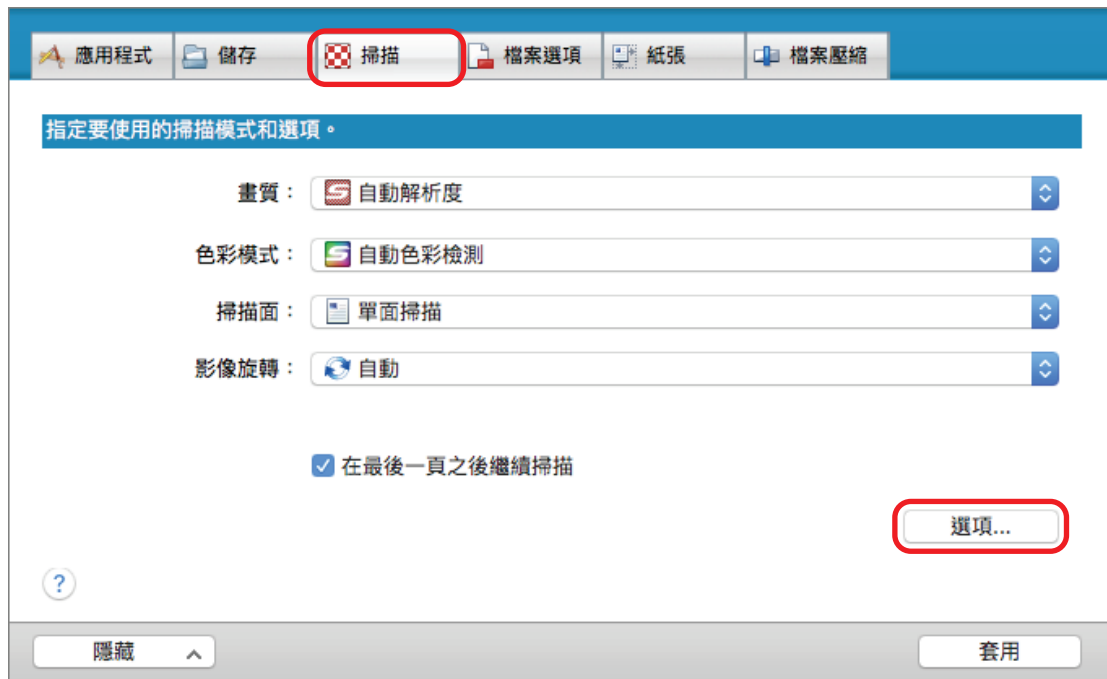 應用程式 儲存 掃描 檔案選項 紙張 檔案壓縮
指定要使用的掃描模式和選項。
畫質： 自動解析度
色彩模式： 自動色彩檢測
掃描面： 單面掃描
影像旋轉： 自動
在最後一頁之後繼續掃描
選項...
?
隱藏 套用